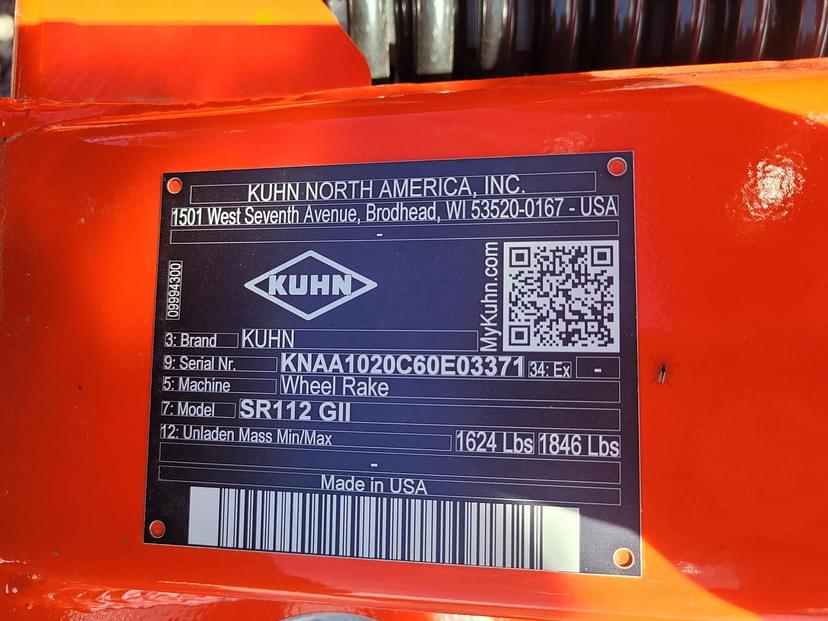 KUHN NORTH AMERICA, INC.
1501 West Seventh Avenue, Brodhead, WI 53520-0167 - USA
-
09994300
KUHN
MyKuhn.com
3: Brand KUHN
9: Serial Nr. KNAA1020C60E03371 34: Ex -
5: Machine Wheel Rake
7: Model SR112 GII
12: Unladen Mass Min/Max 1624 Lbs 1846 Lbs
-
Made in USA